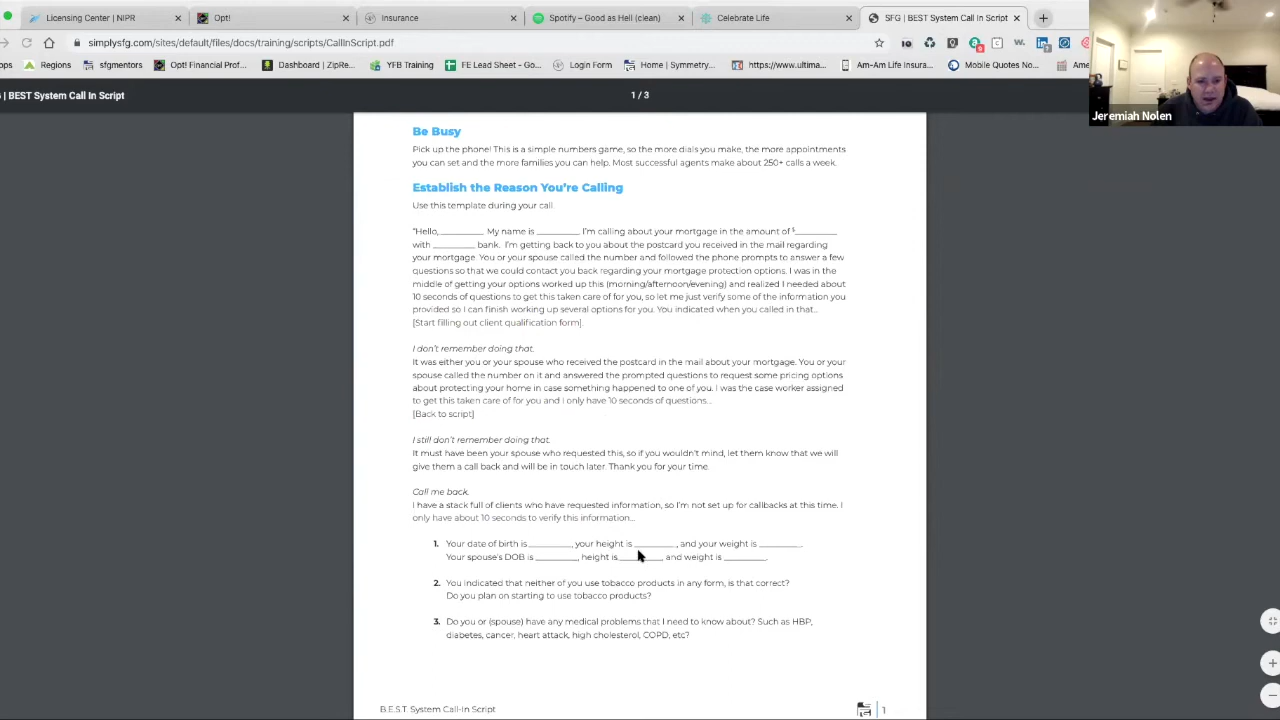 Licensing Center | NIPR
Opt!
Insurance
Spotify – Good as Hell (clean)
Celebrate Life
SFG | BEST System Call In Script
simplysfg.com/sites/default/files/docs/training/scripts/CallInScript.pdf
ops
Regions
sfgmentors
Opt! Financial Prof...
Dashboard | ZipRe...
YFB Training
FE Lead Sheet - Go...
Login Form
Home | Symmetry...
https://www.ultima...
Am-Am Life Insura...
Mobile Quotes No...
Ame
| BEST System Call In Script
1 / 3
Jeremiah Nolen
Be Busy
Pick up the phone! This is a simple numbers game, so the more dials you make, the more appointments
you can set and the more families you can help. Most successful agents make about 250+ calls a week.
Establish the Reason You're Calling
Use this template during your call.
"Hello, ________. My name is ________. I'm calling about your mortgage in the amount of $________
with ________ bank. I'm getting back to you about the postcard you received in the mail regarding
your mortgage. You or your spouse called the number and followed the phone prompts to answer a few
questions so that we could contact you back regarding your mortgage protection options. I was in the
middle of getting your options worked up this (morning/afternoon/evening) and realized I needed about
10 seconds of questions to get this taken care of for you, so let me just verify some of the information you
provided so I can finish working up several options for you. You indicated when you called in that...
[Start filling out client qualification form].
I don't remember doing that.
It was either you or your spouse who received the postcard in the mail about your mortgage. You or your
spouse called the number on it and answered the prompted questions to request some pricing options
about protecting your home in case something happened to one of you. I was the case worker assigned
to get this taken care of for you and I only have 10 seconds of questions...
[Back to script]
I still don't remember doing that.
It must have been your spouse who requested this, so if you wouldn't mind, let them know that we will
give them a call back and will be in touch later. Thank you for your time.
Call me back.
I have a stack full of clients who have requested information, so I'm not set up for callbacks at this time. I
only have about 10 seconds to verify this information...
1. Your date of birth is ________, your height is ________, and your weight is ________.
Your spouse's DOB is ________, height is ________, and weight is ________.
2. You indicated that neither of you use tobacco products in any form, is that correct?
Do you plan on starting to use tobacco products?
3. Do you or (spouse) have any medical problems that I need to know about? Such as HBP,
diabetes, cancer, heart attack, high cholesterol, COPD, etc?
B.E.S.T. System Call-In Script
1